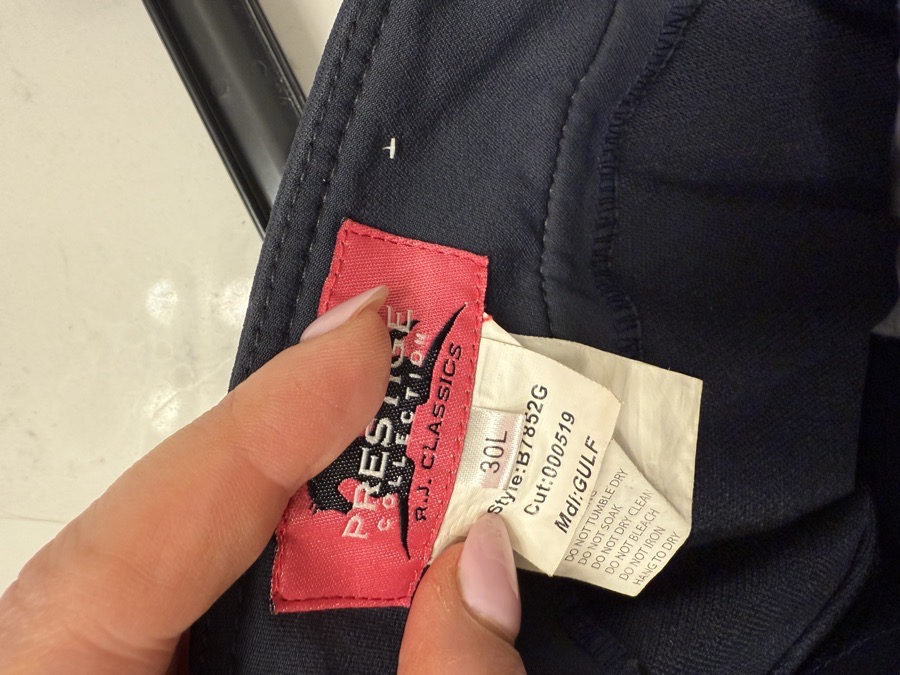 PRESTIGE
COLLECTION
R.J. CLASSICS
30L
Style:B7852G
Cut:000519
Mdl:GULF
DO NOT TUMBLE DRY
DO NOT SOAK
DO NOT DRY CLEAN
DO NOT BLEACH
DO NOT IRON
HANG TO DRY